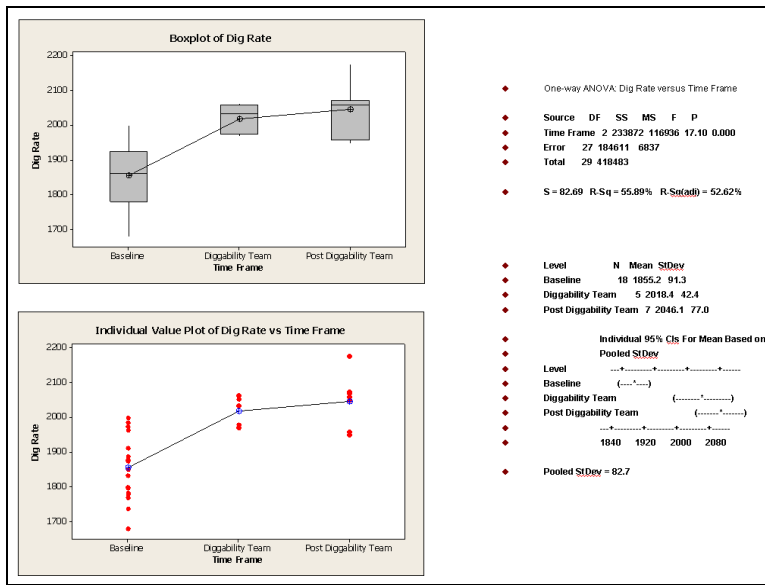 Boxplot of Dig Rate
2200
2100
2000
1900
1800
1700
Dig Rate
Baseline
Diggability Team
Post Diggability Team
Time Frame
Individual Value Plot of Dig Rate vs Time Frame
2200
2100
2000
1900
1800
1700
Dig Rate
Baseline
Diggability Team
Post Diggability Team
Time Frame
One-way ANOVA: Dig Rate versus Time Frame
Source DF SS MS F P
Time Frame 2 233872 116936 17.10 0.000
Error 27 184611 6837
Total 29 418483
S = 82.69 R-Sq = 55.89% R-Sq(adj) = 52.62%
Level N Mean StDev
Baseline 18 1855.2 91.3
Diggability Team 5 2018.4 42.4
Post Diggability Team 7 2046.1 77.0
Individual 95% CIs For Mean Based on
Pooled StDev
Level ---+---------+---------+---------+------
Baseline (----*----)
Diggability Team (--------*---------)
Post Diggability Team (-------*-------)
---+---------+---------+---------+------
1840 1920 2000 2080
Pooled StDev = 82.7